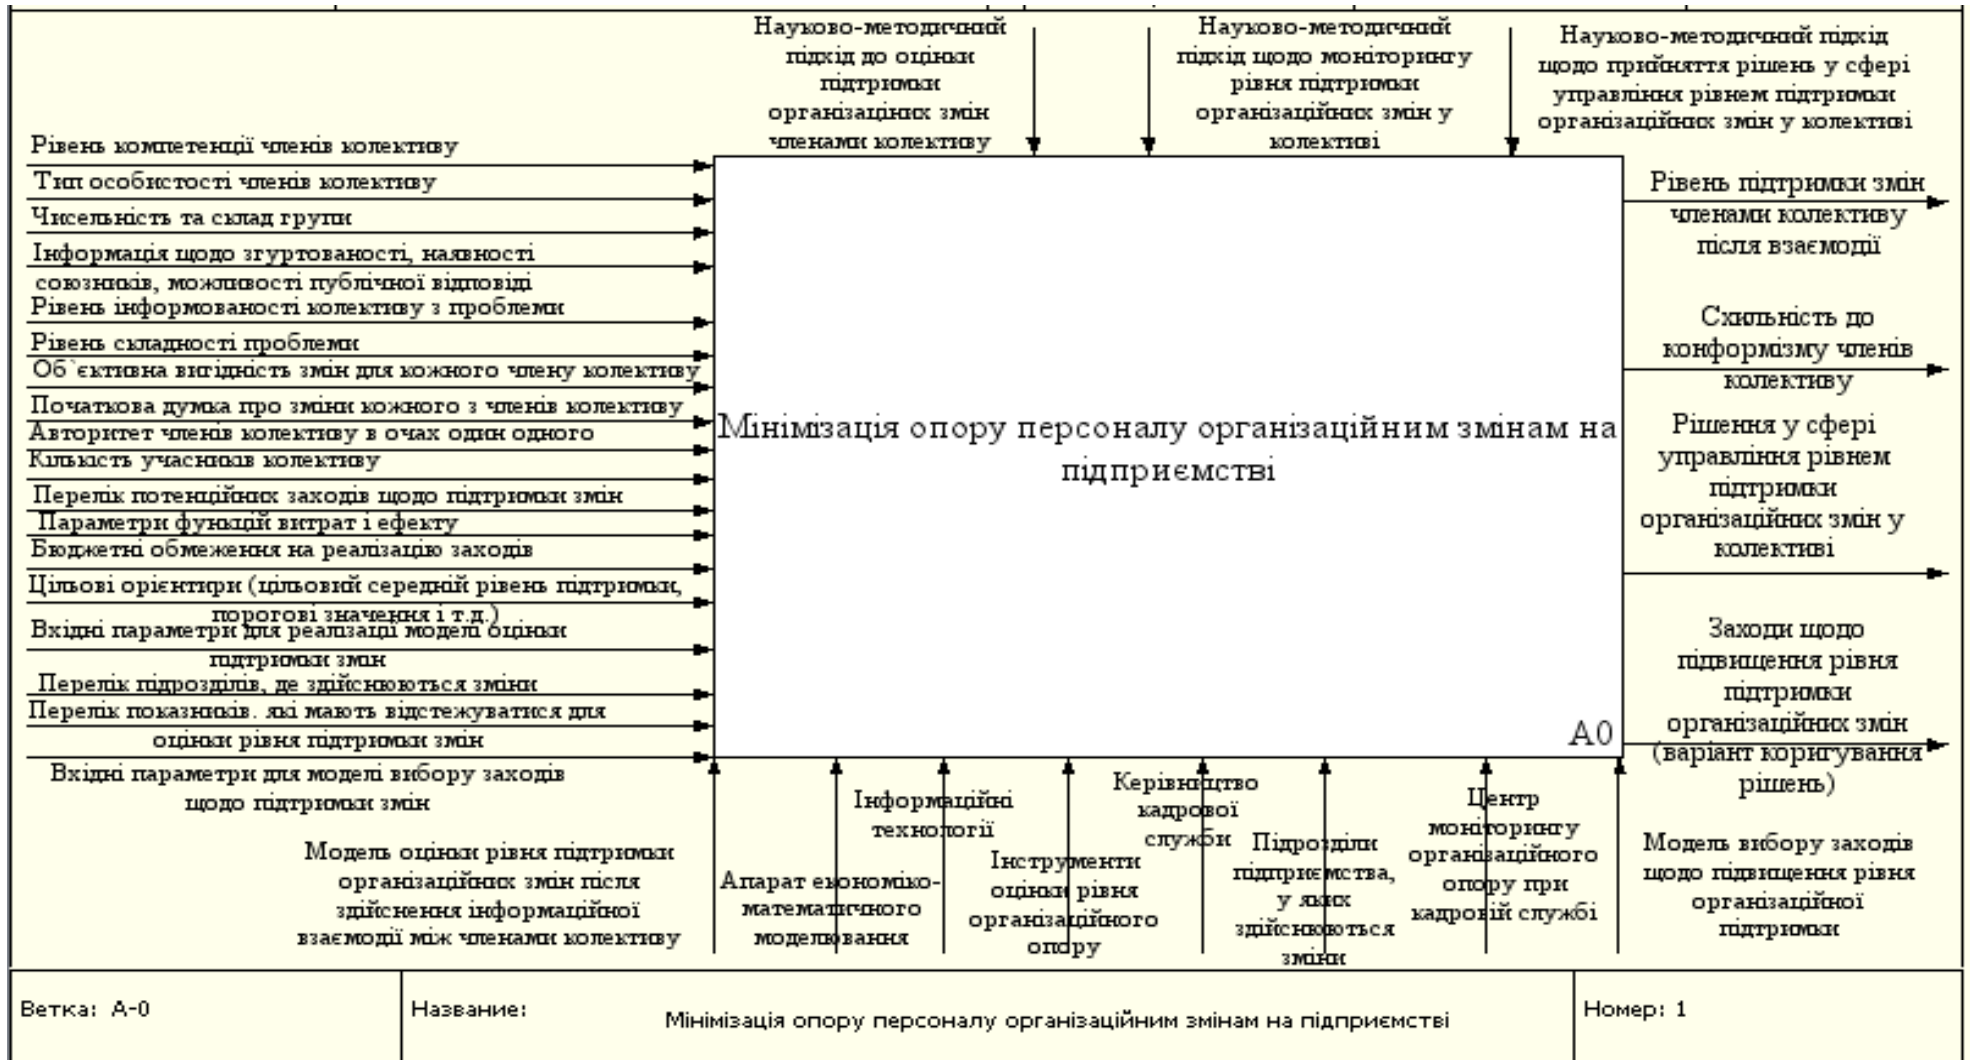 Науково-методичний
підхід до оцінки
підтримки
організаціних змін
членами колективу
Науково-методичний
підхід щодо моніторингу
рівня підтримки
організаційних змін у
колективі
Науково-методичний підхід
щодо прийняття рішень у сфері
управління рівнем підтримки
організаційних змін у колективі
Рівень компетенції членів колективу
Тип особистості членів колективу
Чисельність та склад групи
Інформація щодо згуртованості, наявності
союзників, можливості публічної відповіді
Рівень інформованості колективу з проблеми
Рівень складності проблеми
Об`єктивна вигідність змін для кожного члену колективу
Початкова думка про зміни кожного з членів колективу
Авторитет членів колективу в очах один одного
Кількість учасників колективу
Перелік потенційних заходів щодо підтримки змін
Параметри функцій витрат і ефекту
Бюджетні обмеження на реалізацію заходів
Цільові орієнтири (цільовий середній рівень підтримки,
порогові значення і т.д.)
Вхідні параметри для реалізації моделі оцінки
підтримки змін
Перелік підрозділів, де здійснюються зміни
Перелік показників. які мають відстежуватися для
оцінки рівня підтримки змін
Вхідні параметри для моделі вибору заходів
щодо підтримки змін
Мінімізація опору персоналу організаційним змінам на
підприємстві
A0
Рівень підтримки змін
членами колективу
після взаємодії
Схильність до
конформізму членів
колективу
Рішення у сфері
управління рівнем
підтримки
організаційних змін у
колективі
Заходи щодо
підвищення рівня
підтримки
організаційних змін
(варіант коригування
рішень)
Модель оцінки рівня підтримки
організаційних змін після
здійснення інформаційної
взаємодії між членами колективу
Апарат економіко-
математичного
моделювання
Інформаційні
технології
Інструменти
оцінки рівня
організаційного
опору
Керівництво
кадрової
служби
Підрозділи
підприємства,
у яких
здійснюються
зміни
Центр
моніторингу
організаційного
опору при
кадровій службі
Модель вибору заходів
щодо підвищення рівня
організаційної
підтримки
Ветка: A-0
Название:
Мінімізація опору персоналу організаційним змінам на підприємстві
Номер: 1